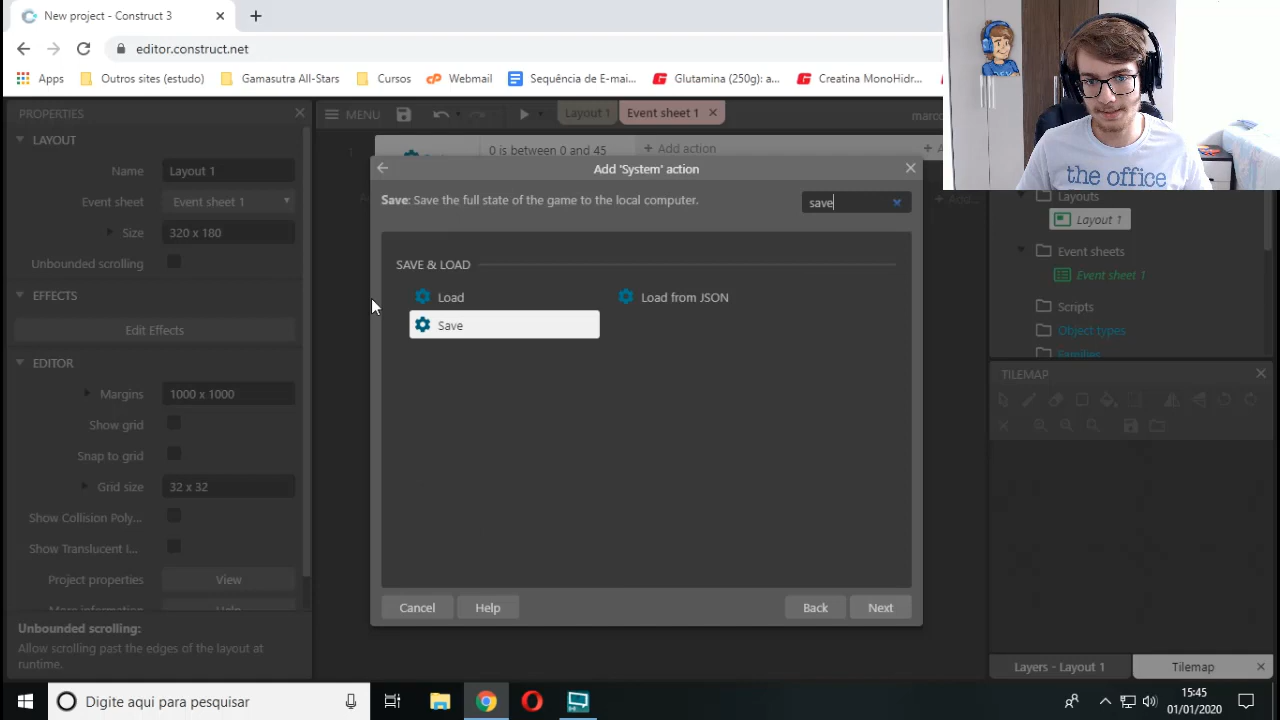 New project - Construct 3
editor.construct.net
Apps
Outros sites (estudo)
Gamasutra All-Stars
Cursos
Webmail
Sequência de E-mai...
Glutamina (250g): a...
Creatina MonoHidr...
PROPERTIES
MENU
Layout 1
Event sheet 1
LAYOUT
Name
Layout 1
Event sheet
Event sheet 1
Size
320 x 180
Unbounded scrolling
EFFECTS
Edit Effects
EDITOR
Margins
1000 x 1000
Show grid
Snap to grid
Grid size
32 x 32
Show Collision Poly...
Show Translucent I...
Project properties
View
More information
Help
Unbounded scrolling:
Allow scrolling past the edges of the layout at
runtime.
1
0 is between 0 and 45
Add action
Add...
Add 'System' action
Save: Save the full state of the game to the local computer.
save
SAVE & LOAD
Load
Load from JSON
Save
Cancel
Help
Back
Next
the office
Layouts
Layout 1
Event sheets
Event sheet 1
Scripts
Object types
Families
TILEMAP
Layers - Layout 1
Tilemap
Digite aqui para pesquisar
15:45
01/01/2020